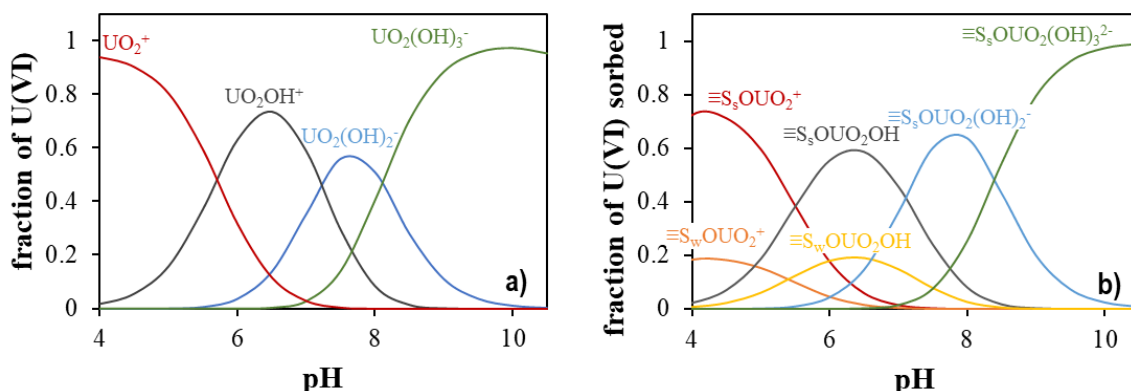 fraction of U(VI)
1
0.8
0.6
0.4
0.2
0
4
6
8
10
pH
UO₂⁺
UO₂OH⁺
UO₂(OH)₂⁻
UO₂(OH)₃⁻
a)
fraction of U(VI) sorbed
1
0.8
0.6
0.4
0.2
0
4
6
8
10
pH
≡SₛOUO₂⁺
≡SₛOUO₂OH
≡SₛOUO₂(OH)₂⁻
≡SₛOUO₂(OH)₃²⁻
≡S_wOUO₂⁺
≡S_wOUO₂OH
b)